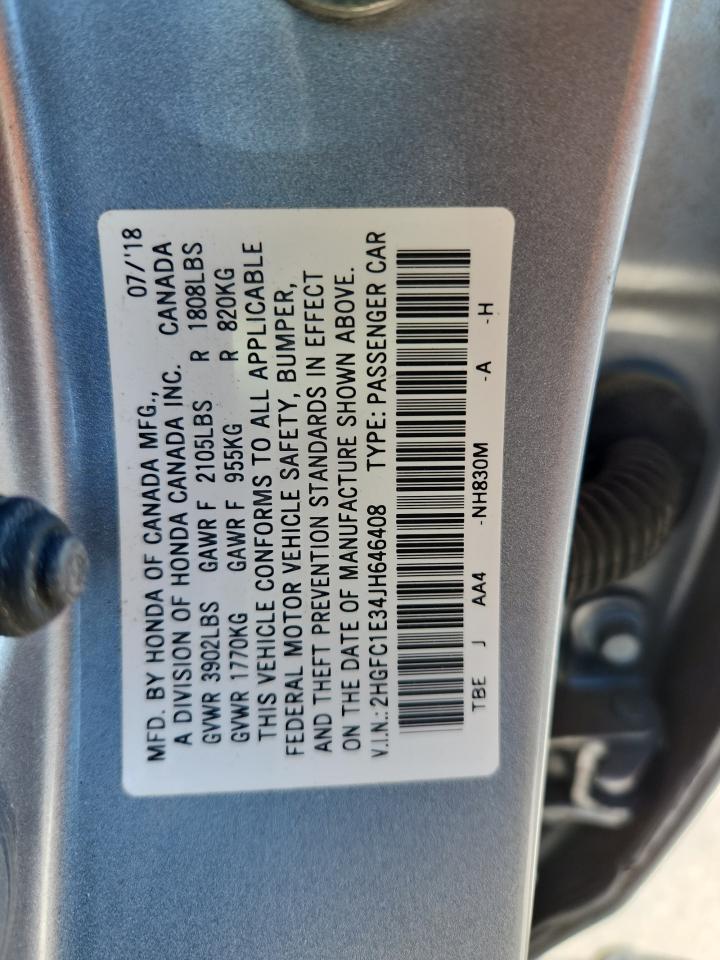 MFD. BY HONDA OF CANADA MFG., 07/'18
A DIVISION OF HONDA CANADA INC. CANADA
GVWR 3902LBS GAWR F 2105LBS R 1808LBS
GVWR 1770KG GAWR F 955KG R 820KG
THIS VEHICLE CONFORMS TO ALL APPLICABLE
FEDERAL MOTOR VEHICLE SAFETY, BUMPER,
AND THEFT PREVENTION STANDARDS IN EFFECT
ON THE DATE OF MANUFACTURE SHOWN ABOVE.
V.I.N.:2HGFC1E34JH646408 TYPE: PASSENGER CAR
TBE J AA4 -NH830M -A -H